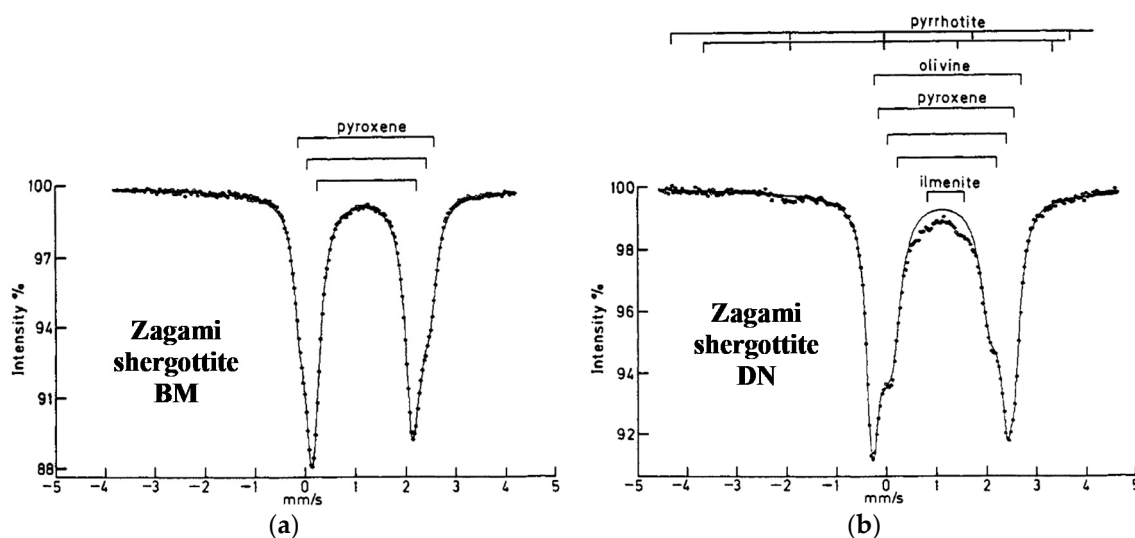 pyroxene
100
97
94
91
88
Intensity %
Zagami
shergottite
BM
-5 -4 -3 -2 -1 0 1 2 3 4 5
mm/s
(a)
pyrrhotite
olivine
pyroxene
ilmenite
100
98
96
94
92
Intensity %
Zagami
shergottite
DN
-5 -4 -3 -2 -1 0 1 2 3 4 5
mm/s
(b)